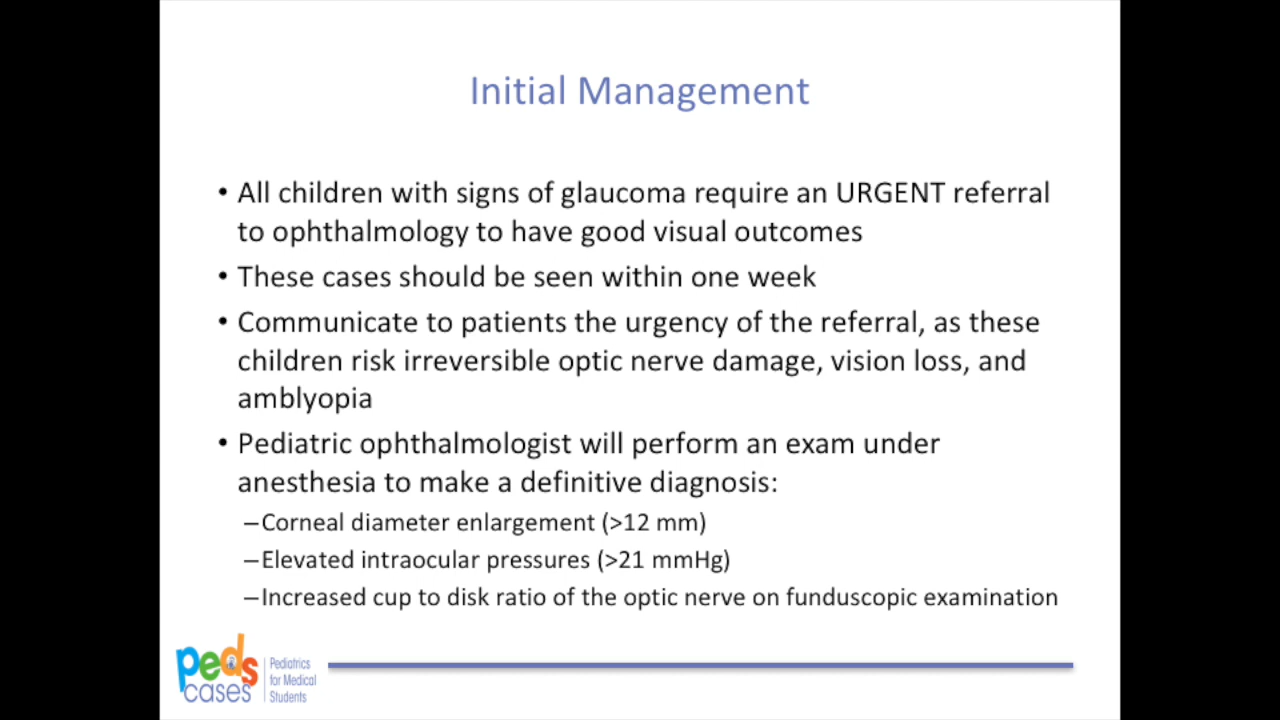 Initial Management
• All children with signs of glaucoma require an URGENT referral
to ophthalmology to have good visual outcomes
• These cases should be seen within one week
• Communicate to patients the urgency of the referral, as these
children risk irreversible optic nerve damage, vision loss, and
amblyopia
• Pediatric ophthalmologist will perform an exam under
anesthesia to make a definitive diagnosis:
–Corneal diameter enlargement (>12 mm)
–Elevated intraocular pressures (>21 mmHg)
–Increased cup to disk ratio of the optic nerve on funduscopic examination
peds
cases
Pediatrics
for Medical
Students